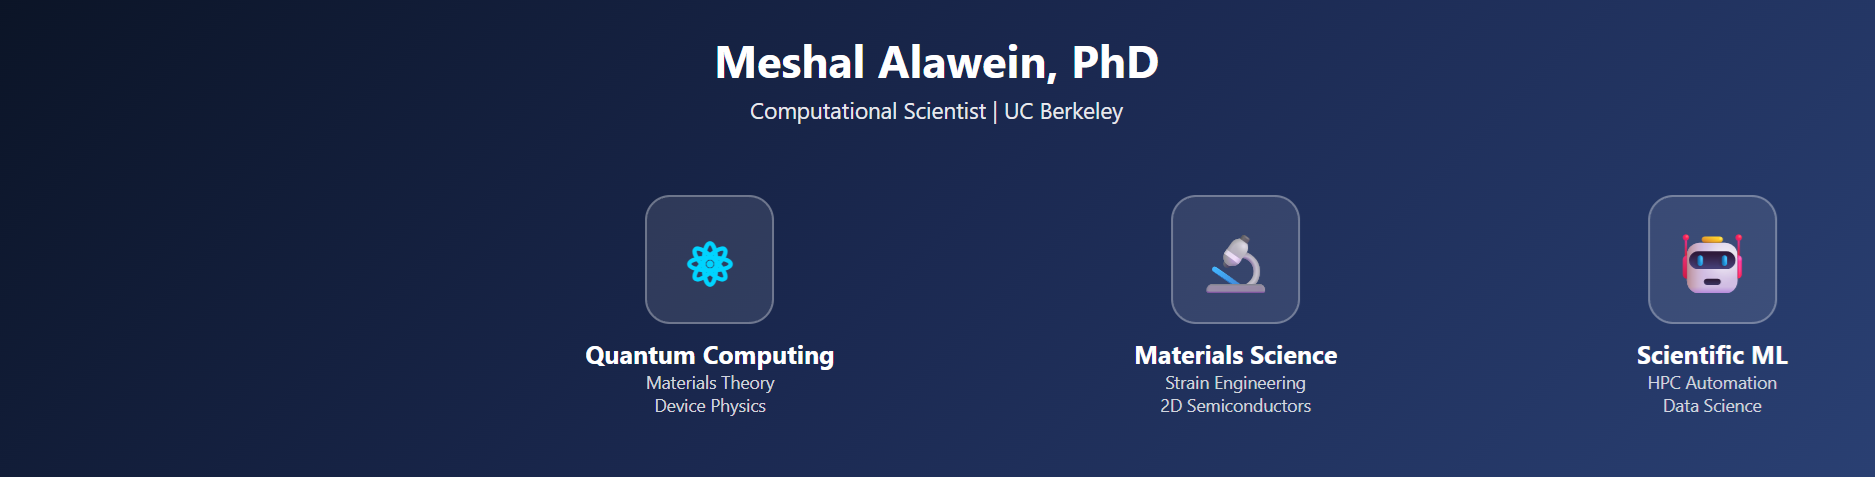 Meshal Alawein, PhD
Computational Scientist | UC Berkeley
Quantum Computing
Materials Theory
Device Physics
Materials Science
Strain Engineering
2D Semiconductors
Scientific ML
HPC Automation
Data Science